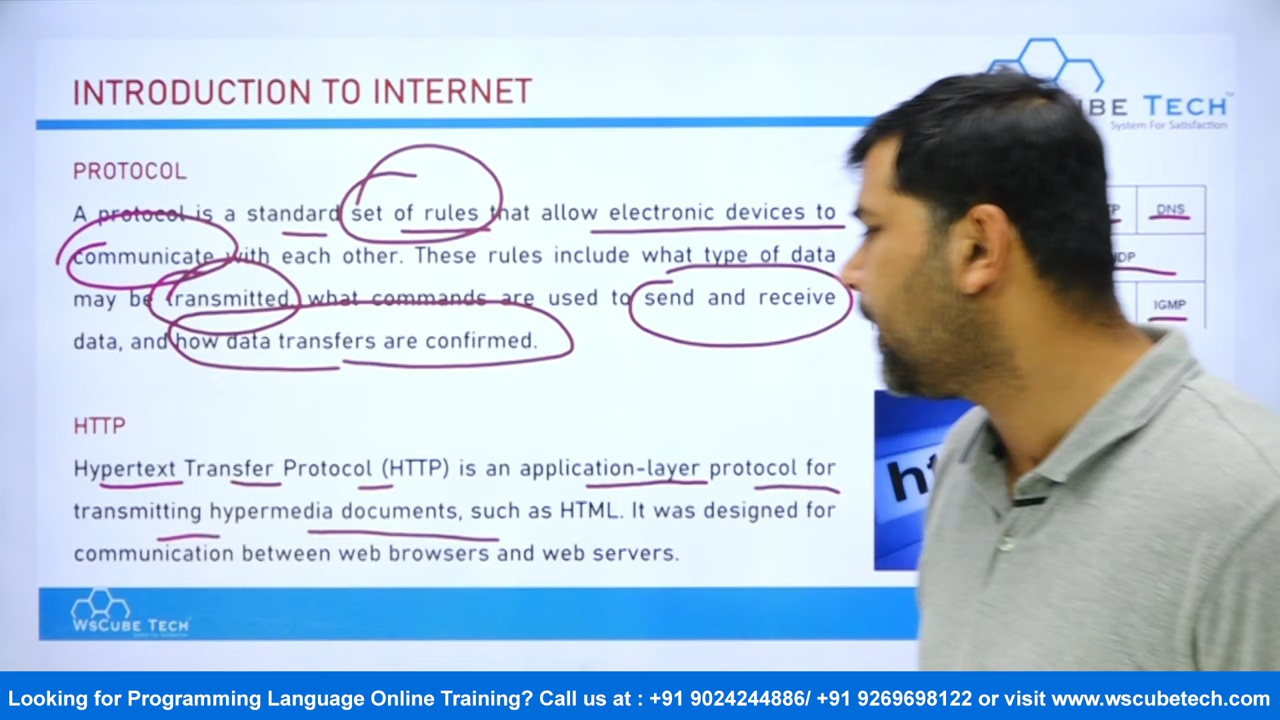 INTRODUCTION TO INTERNET
BE TECH
System For Satisfaction
PROTOCOL
A protocol is a standard set of rules that allow electronic devices to
communicate with each other. These rules include what type of data
may be transmitted, what commands are used to send and receive
data, and how data transfers are confirmed.
DNS
IGMP
HTTP
Hypertext Transfer Protocol (HTTP) is an application-layer protocol for
transmitting hypermedia documents, such as HTML. It was designed for
communication between web browsers and web servers.
WSCUBE TECH
Looking for Programming Language Online Training? Call us at : +91 9024244886/ +91 9269698122 or visit www.wscubetech.com